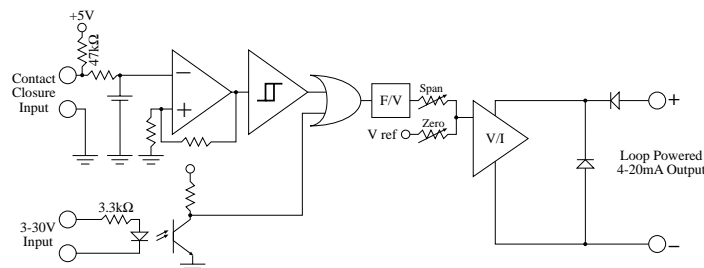 +5V
47kΩ
Contact
Closure
Input
−
+
F/V
Span
Zero
V ref
V/I
+
Loop Powered
4-20mA Output
−
3.3kΩ
3-30V
Input